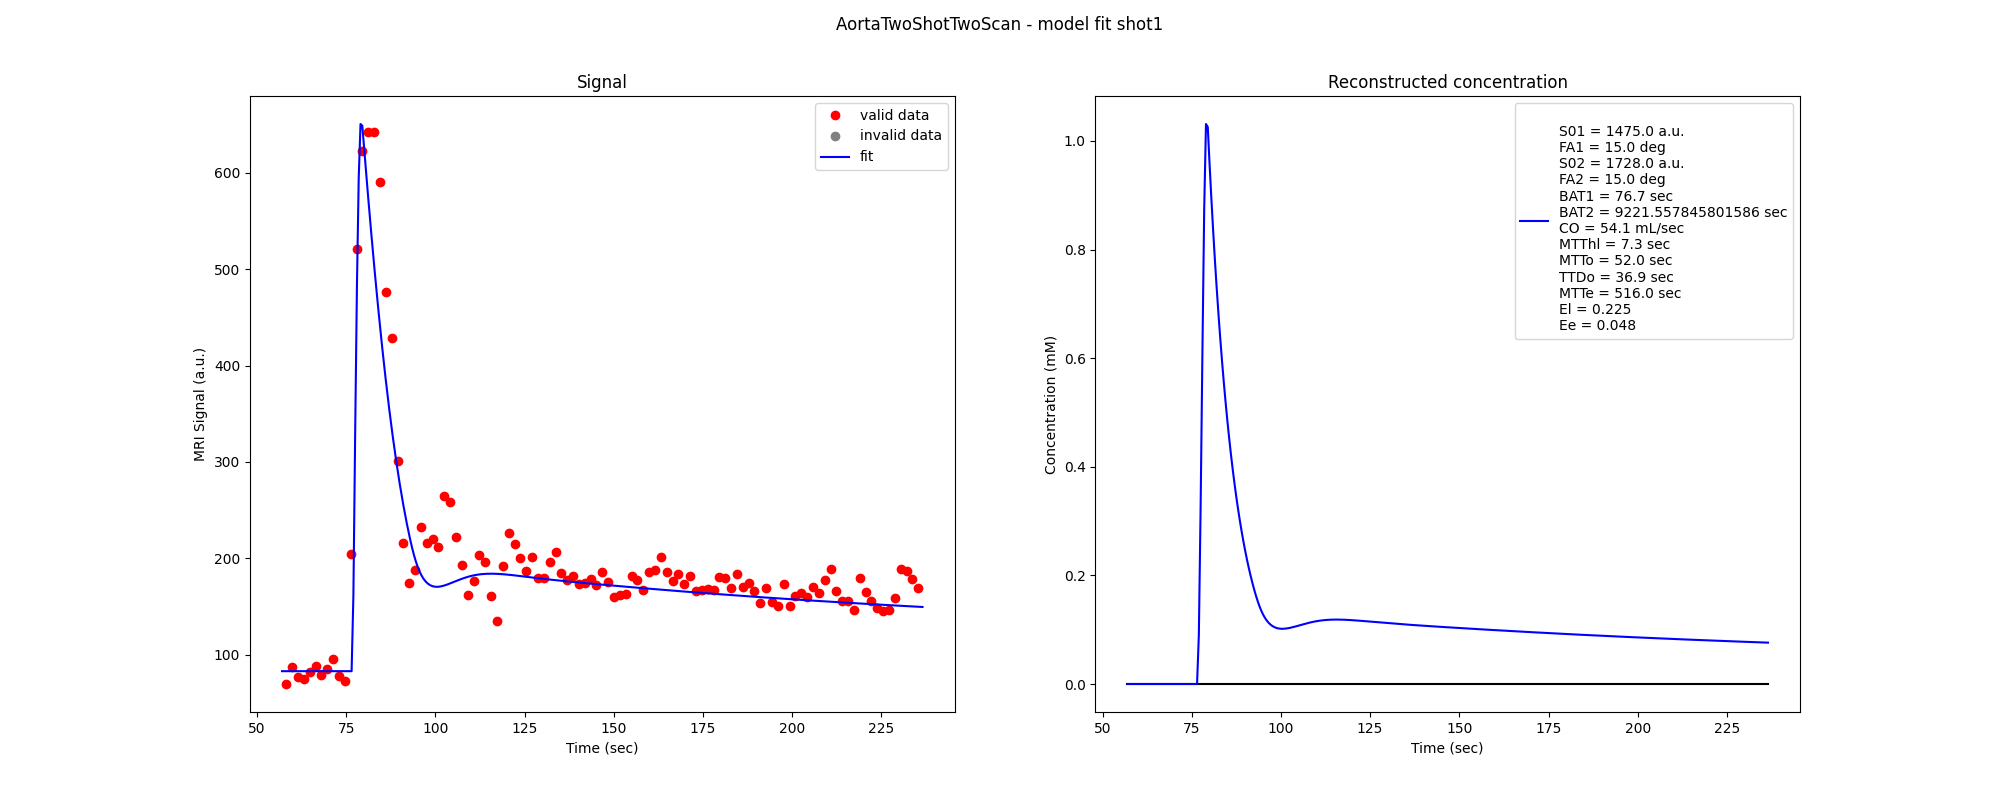 AortaTwoShotTwoScan - model fit shot1
Signal
MRI Signal (a.u.)
600
500
400
300
200
100
valid data
invalid data
fit
50 75 100 125 150 175 200 225
Time (sec)
Reconstructed concentration
Concentration (mM)
1.0
0.8
0.6
0.4
0.2
0.0
S01 = 1475.0 a.u.
FA1 = 15.0 deg
S02 = 1728.0 a.u.
FA2 = 15.0 deg
BAT1 = 76.7 sec
BAT2 = 9221.557845801586 sec
CO = 54.1 mL/sec
MTThl = 7.3 sec
MTTo = 52.0 sec
TTDo = 36.9 sec
MTTe = 516.0 sec
El = 0.225
Ee = 0.048
50 75 100 125 150 175 200 225
Time (sec)